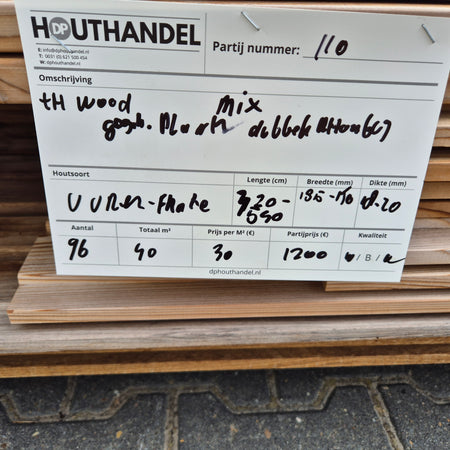 HOUTHANDEL
DP
E: info@dphouthandel.nl
T: 0031 (0) 621 500 454
W: dphouthandel.nl
Partij nummer: 110
Omschrijving
tH wood mix
dubbele
Houtsoort Lengte (cm) Breedte (mm) Dikte (mm)
VUREN-
Aantal Totaal m² Prijs per M² (€) Partijprijs (€) Kwaliteit
96 40 30 1200 / B /
dphouthandel.nl